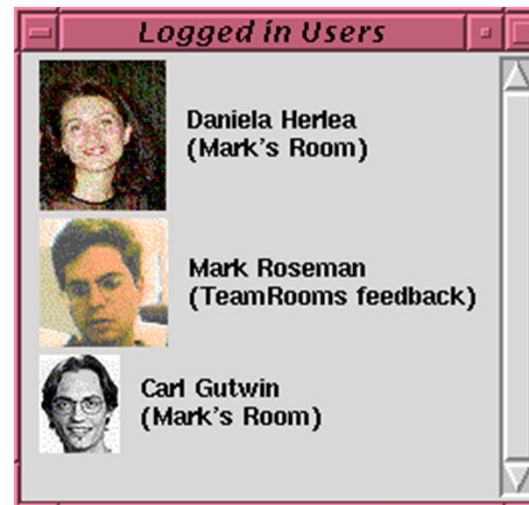 Logged in Users
Daniela Herlea
(Mark's Room)
Mark Roseman
(TeamRooms feedback)
Carl Gutwin
(Mark's Room)